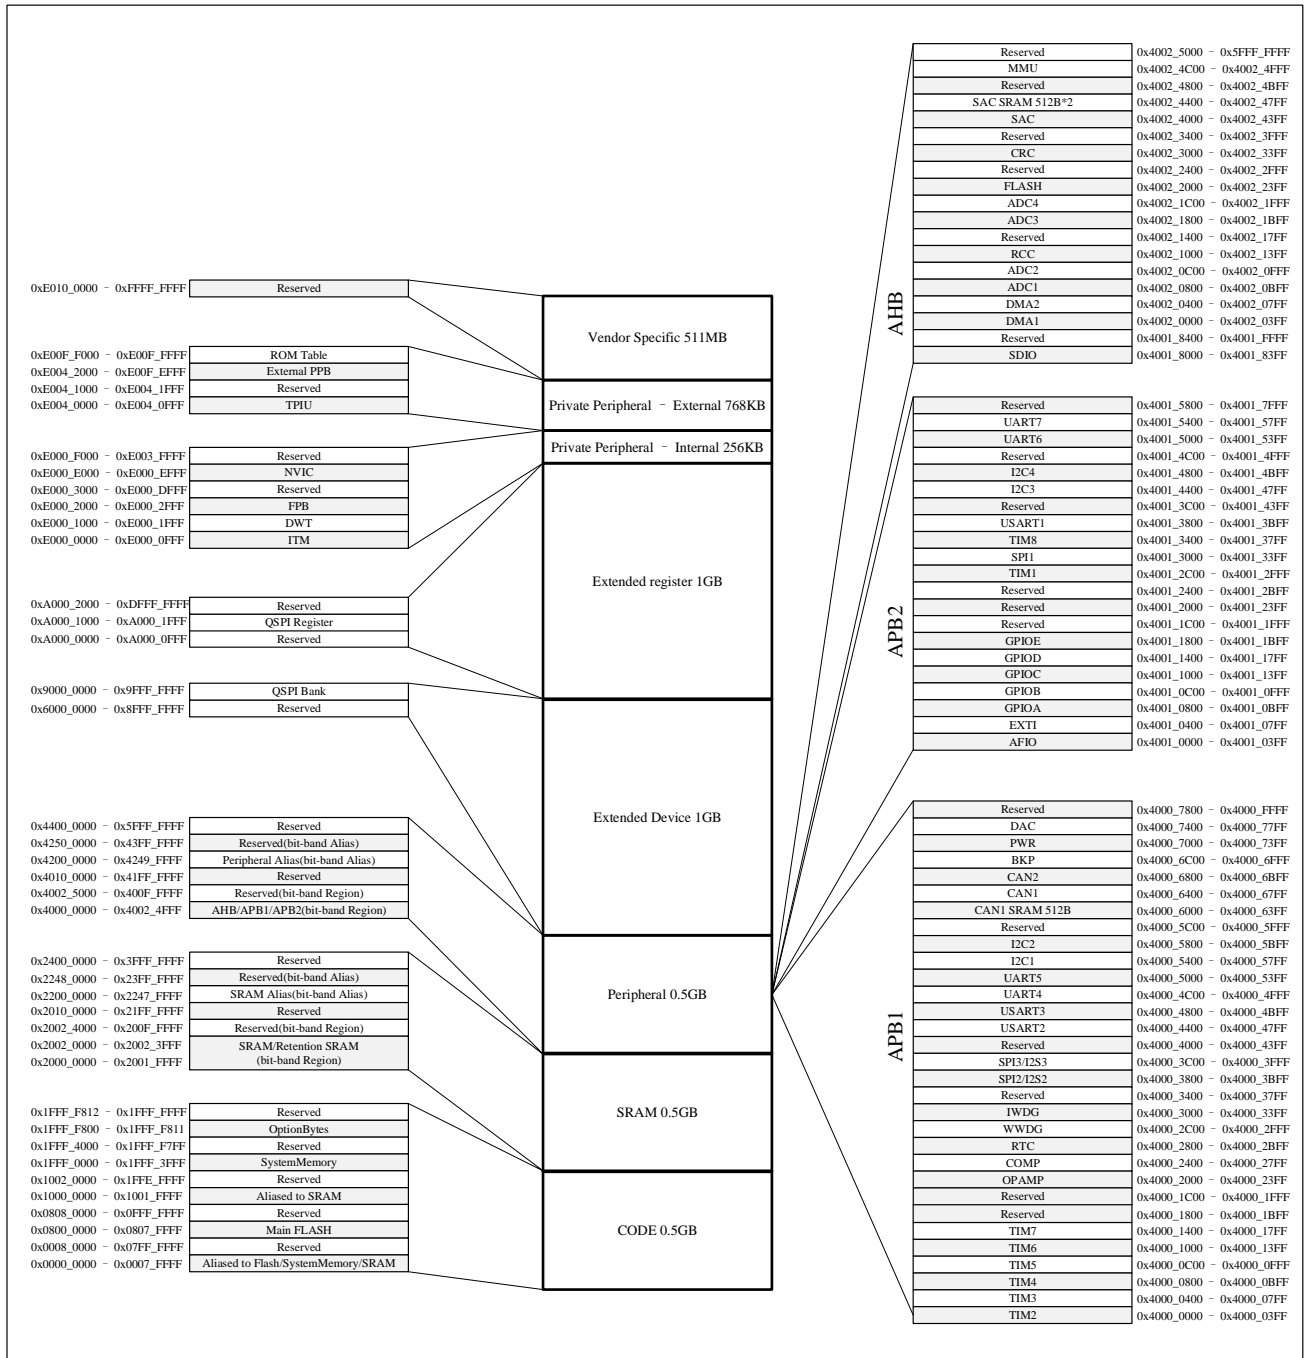 0xE010_0000 - 0xFFFF_FFFF Reserved
0xE00F_F000 - 0xE00F_FFFF ROM Table
0xE004_2000 - 0xE00F_EFFF External PPB
0xE004_1000 - 0xE004_1FFF Reserved
0xE004_0000 - 0xE004_0FFF TPIU
0xE000_F000 - 0xE003_FFFF Reserved
0xE000_E000 - 0xE000_EFFF NVIC
0xE000_3000 - 0xE000_DFFF Reserved
0xE000_2000 - 0xE000_2FFF FPB
0xE000_1000 - 0xE000_1FFF DWT
0xE000_0000 - 0xE000_0FFF ITM
0xA000_2000 - 0xDFFF_FFFF Reserved
0xA000_1000 - 0xA000_1FFF QSPI Register
0xA000_0000 - 0xA000_0FFF Reserved
0x9000_0000 - 0x9FFF_FFFF QSPI Bank
0x6000_0000 - 0x8FFF_FFFF Reserved
0x4400_0000 - 0x5FFF_FFFF Reserved
0x4250_0000 - 0x43FF_FFFF Reserved(bit-band Alias)
0x4200_0000 - 0x4249_FFFF Peripheral Alias(bit-band Alias)
0x4010_0000 - 0x41FF_FFFF Reserved
0x4002_5000 - 0x400F_FFFF Reserved(bit-band Region)
0x4000_0000 - 0x4002_4FFF AHB/APB1/APB2(bit-band Region)
0x2400_0000 - 0x3FFF_FFFF Reserved
0x2248_0000 - 0x23FF_FFFF Reserved(bit-band Alias)
0x2200_0000 - 0x2247_FFFF SRAM Alias(bit-band Alias)
0x2010_0000 - 0x21FF_FFFF Reserved
0x2002_4000 - 0x200F_FFFF Reserved(bit-band Region)
0x2002_0000 - 0x2002_3FFF SRAM/Retention SRAM
0x2000_0000 - 0x2001_FFFF (bit-band Region)
0x1FFF_F812 - 0x1FFF_FFFF Reserved
0x1FFF_F800 - 0x1FFF_F811 OptionBytes
0x1FFF_4000 - 0x1FFF_F7FF Reserved
0x1FFF_0000 - 0x1FFF_3FFF SystemMemory
0x1002_0000 - 0x1FFE_FFFF Reserved
0x1000_0000 - 0x1001_FFFF Aliased to SRAM
0x0808_0000 - 0x0FFF_FFFF Reserved
0x0800_0000 - 0x0807_FFFF Main FLASH
0x0008_0000 - 0x07FF_FFFF Reserved
0x0000_0000 - 0x0007_FFFF Aliased to Flash/SystemMemory/SRAM
Vendor Specific 511MB
Private Peripheral - External 768KB
Private Peripheral - Internal 256KB
Extended register 1GB
Extended Device 1GB
Peripheral 0.5GB
SRAM 0.5GB
CODE 0.5GB
AHB
Reserved 0x4002_5000 - 0x5FFF_FFFF
MMU 0x4002_4C00 - 0x4002_4FFF
Reserved 0x4002_4800 - 0x4002_4BFF
SAC SRAM 512B*2 0x4002_4400 - 0x4002_47FF
SAC 0x4002_4000 - 0x4002_43FF
Reserved 0x4002_3400 - 0x4002_3FFF
CRC 0x4002_3000 - 0x4002_33FF
Reserved 0x4002_2400 - 0x4002_2FFF
FLASH 0x4002_2000 - 0x4002_23FF
ADC4 0x4002_1C00 - 0x4002_1FFF
ADC3 0x4002_1800 - 0x4002_1BFF
Reserved 0x4002_1400 - 0x4002_17FF
RCC 0x4002_1000 - 0x4002_13FF
ADC2 0x4002_0C00 - 0x4002_0FFF
ADC1 0x4002_0800 - 0x4002_0BFF
DMA2 0x4002_0400 - 0x4002_07FF
DMA1 0x4002_0000 - 0x4002_03FF
Reserved 0x4001_8400 - 0x4001_FFFF
SDIO 0x4001_8000 - 0x4001_83FF
APB2
Reserved 0x4001_5800 - 0x4001_7FFF
UART7 0x4001_5400 - 0x4001_57FF
UART6 0x4001_5000 - 0x4001_53FF
Reserved 0x4001_4C00 - 0x4001_4FFF
I2C4 0x4001_4800 - 0x4001_4BFF
I2C3 0x4001_4400 - 0x4001_47FF
Reserved 0x4001_3C00 - 0x4001_43FF
USART1 0x4001_3800 - 0x4001_3BFF
TIM8 0x4001_3400 - 0x4001_37FF
SPI1 0x4001_3000 - 0x4001_33FF
TIM1 0x4001_2C00 - 0x4001_2FFF
Reserved 0x4001_2400 - 0x4001_2BFF
Reserved 0x4001_2000 - 0x4001_23FF
Reserved 0x4001_1C00 - 0x4001_1FFF
GPIOE 0x4001_1800 - 0x4001_1BFF
GPIOD 0x4001_1400 - 0x4001_17FF
GPIOC 0x4001_1000 - 0x4001_13FF
GPIOB 0x4001_0C00 - 0x4001_0FFF
GPIOA 0x4001_0800 - 0x4001_0BFF
EXTI 0x4001_0400 - 0x4001_07FF
AFIO 0x4001_0000 - 0x4001_03FF
APB1
Reserved 0x4000_7800 - 0x4000_FFFF
DAC 0x4000_7400 - 0x4000_77FF
PWR 0x4000_7000 - 0x4000_73FF
BKP 0x4000_6C00 - 0x4000_6FFF
CAN2 0x4000_6800 - 0x4000_6BFF
CAN1 0x4000_6400 - 0x4000_67FF
CAN1 SRAM 512B 0x4000_6000 - 0x4000_63FF
Reserved 0x4000_5C00 - 0x4000_5FFF
I2C2 0x4000_5800 - 0x4000_5BFF
I2C1 0x4000_5400 - 0x4000_57FF
UART5 0x4000_5000 - 0x4000_53FF
UART4 0x4000_4C00 - 0x4000_4FFF
USART3 0x4000_4800 - 0x4000_4BFF
USART2 0x4000_4400 - 0x4000_47FF
Reserved 0x4000_4000 - 0x4000_43FF
SPI3/I2S3 0x4000_3C00 - 0x4000_3FFF
SPI2/I2S2 0x4000_3800 - 0x4000_3BFF
Reserved 0x4000_3400 - 0x4000_37FF
IWDG 0x4000_3000 - 0x4000_33FF
WWDG 0x4000_2C00 - 0x4000_2FFF
RTC 0x4000_2800 - 0x4000_2BFF
COMP 0x4000_2400 - 0x4000_27FF
OPAMP 0x4000_2000 - 0x4000_23FF
Reserved 0x4000_1C00 - 0x4000_1FFF
Reserved 0x4000_1800 - 0x4000_1BFF
TIM7 0x4000_1400 - 0x4000_17FF
TIM6 0x4000_1000 - 0x4000_13FF
TIM5 0x4000_0C00 - 0x4000_0FFF
TIM4 0x4000_0800 - 0x4000_0BFF
TIM3 0x4000_0400 - 0x4000_07FF
TIM2 0x4000_0000 - 0x4000_03FF